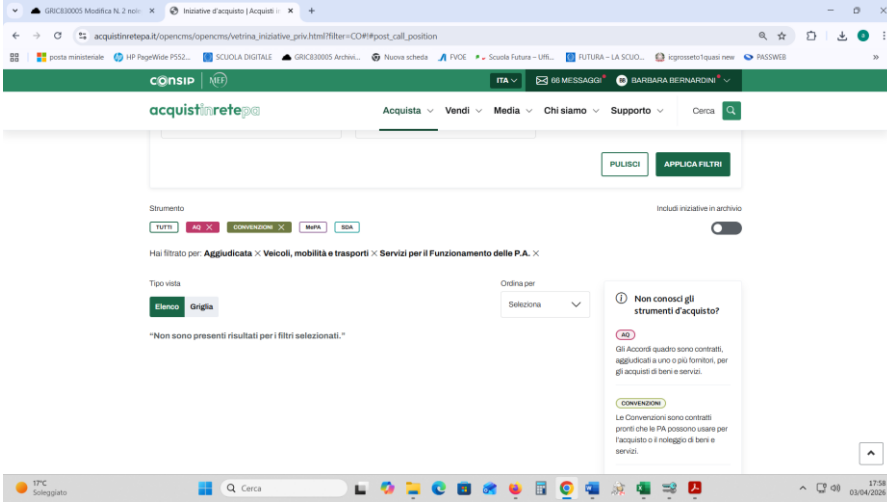 GRIC830005 Modifica N. 2 nole
Iniziative d'acquisto | Acquisti in
acquistinretepa.it/opencms/opencms/vetrina_iniziative_priv.html?filter=CO#!#post_call_position
posta ministeriale
HP PageWide P552...
SCUOLA DIGITALE
GRIC830005 Archivi...
Nuova scheda
FVOE
Scuola Futura – Uffi...
FUTURA – LA SCUO...
icgrosseto1quasi new
PASSWEB
consip MEF
ITA
66 MESSAGGI
BB
BARBARA BERNARDINI
acquistinretepa
Acquista
Vendi
Media
Chi siamo
Supporto
Cerca
PULISCI
APPLICA FILTRI
Strumento
Includi iniziative in archivio
TUTTI
AQ
CONVENZIONI
MePA
SDA
Hai filtrato per: Aggiudicata × Veicoli, mobilità e trasporti × Servizi per il Funzionamento delle P.A. ×
Tipo vista
Ordina per
Elenco
Griglia
Seleziona
"Non sono presenti risultati per i filtri selezionati."
Non conosci gli
strumenti d'acquisto?
AQ
Gli Accordi quadro sono contratti,
aggiudicati a uno o più fornitori, per
gli acquisti di beni e servizi.
CONVENZIONI
Le Convenzioni sono contratti
pronti che le PA possono usare per
l'acquisto o il noleggio di beni e
servizi.
17°C
Soleggiato
Cerca
17:58
03/04/2026